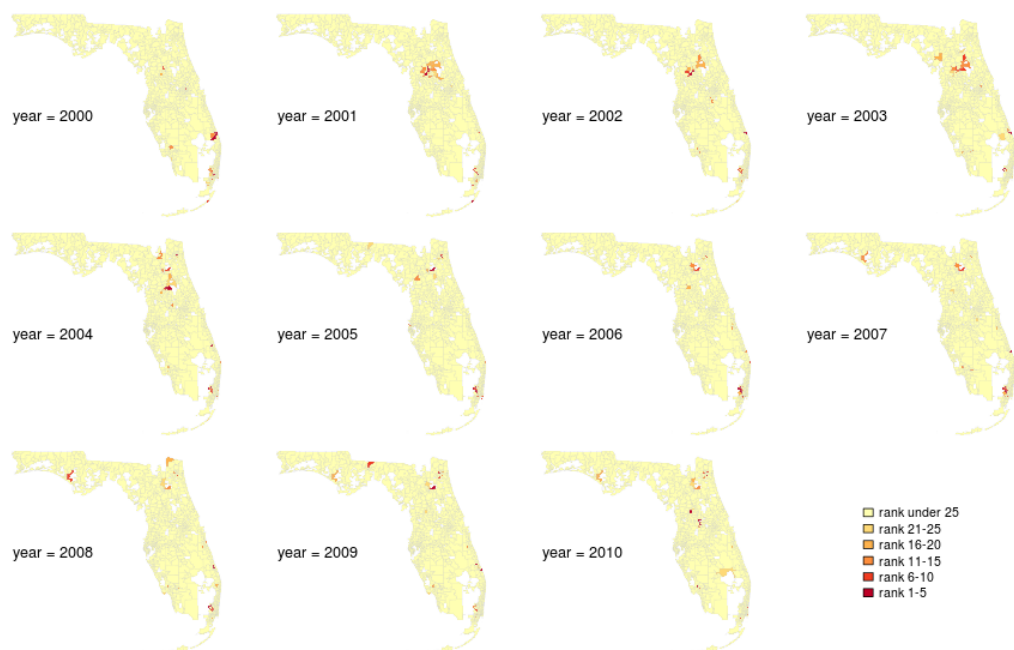 year = 2000
year = 2001
year = 2002
year = 2003
year = 2004
year = 2005
year = 2006
year = 2007
year = 2008
year = 2009
year = 2010
rank under 25
rank 21-25
rank 16-20
rank 11-15
rank 6-10
rank 1-5